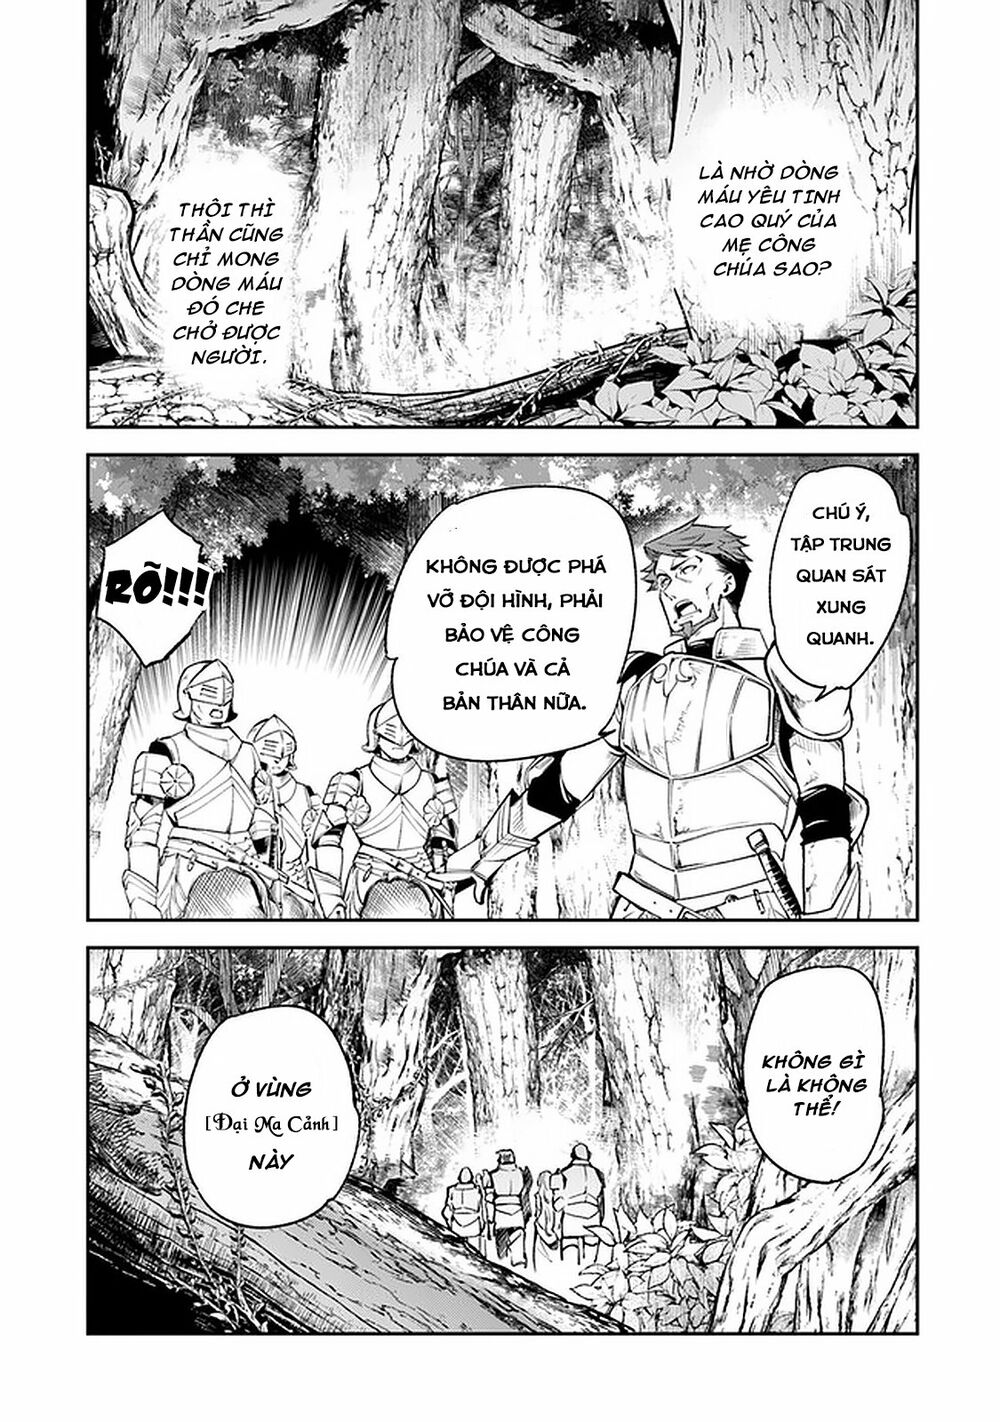 LÀ NHỜ DÒNG
MÁU YÊU TINH
CAO QUÝ CỦA
MẸ CÔNG
CHÚA SAO?
THÔI THÌ
THẦN CŨNG
CHỈ MONG
DÒNG MÁU
ĐÓ CHE
CHỞ ĐƯỢC
NGƯỜI.
CHÚ Ý,
TẬP TRUNG
QUAN SÁT
XUNG
QUANH.
KHÔNG ĐƯỢC PHÁ
VỠ ĐỘI HÌNH, PHẢI
BẢO VỆ CÔNG
CHÚA VÀ CẢ
BẢN THÂN NỮA.
RÕ!!!
KHÔNG GÌ
LÀ KHÔNG
THỂ!
Ở VÙNG
[Đại Ma Cảnh]
NÀY